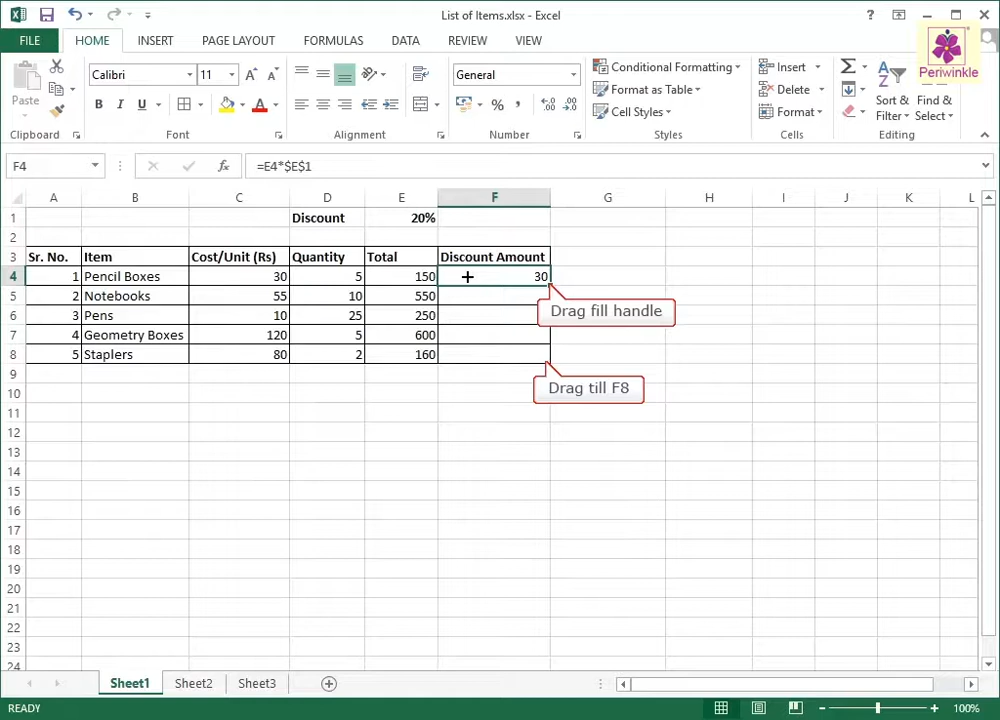 List of Items.xlsx - Excel
?
Periwinkle
FILE HOME INSERT PAGE LAYOUT FORMULAS DATA REVIEW VIEW
Paste
Calibri 11
General
B I U A
% ,
Conditional Formatting
Format as Table
Cell Styles
Insert
Delete
Format
Sort & Filter
Find & Select
Clipboard Font Alignment Number Styles Cells Editing
F4 fx =E4*$E$1
A B C D E F G H I J K L
1 Discount 20%
2
3 Sr. No. Item Cost/Unit (Rs) Quantity Total Discount Amount
4 1 Pencil Boxes 30 5 150 30
5 2 Notebooks 55 10 550
6 3 Pens 10 25 250
7 4 Geometry Boxes 120 5 600
8 5 Staplers 80 2 160
Drag fill handle
Drag till F8
9
10
11
12
13
14
15
16
17
18
19
20
21
22
23
24
Sheet1 Sheet2 Sheet3
READY 100%